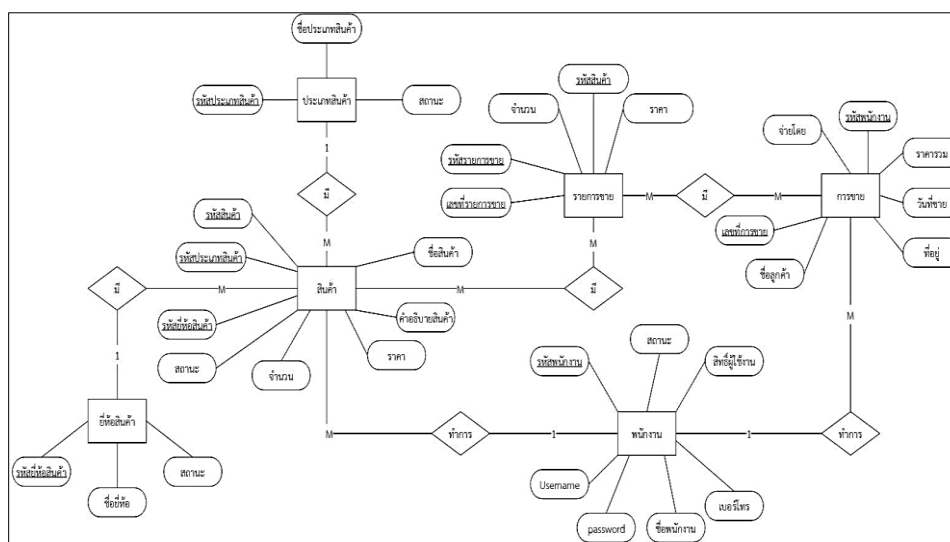 ชื่อประเภทสินค้า
รหัสประเภทสินค้า
ประเภทสินค้า
สถานะ
1
มี
M
รหัสสินค้า
จำนวน
ราคา
รหัสรายการขาย
เลขที่รายการขาย
รายการขาย
M
มี
M
รหัสพนักงาน
จ่ายโดย
ราคารวม
การขาย
วันที่ขาย
เลขที่การขาย
ที่อยู่
ชื่อลูกค้า
รหัสสินค้า
รหัสประเภทสินค้า
ชื่อสินค้า
M
มี
M
สินค้า
M
มี
รหัสยี่ห้อสินค้า
คำอธิบายสินค้า
สถานะ
จำนวน
ราคา
1
M
ยี่ห้อสินค้า
รหัสยี่ห้อสินค้า
สถานะ
ชื่อยี่ห้อ
M
ทำการ
1
สถานะ
รหัสพนักงาน
สิทธิ์ผู้ใช้งาน
พนักงาน
1
ทำการ
Username
เบอร์โทร
password
ชื่อพนักงาน